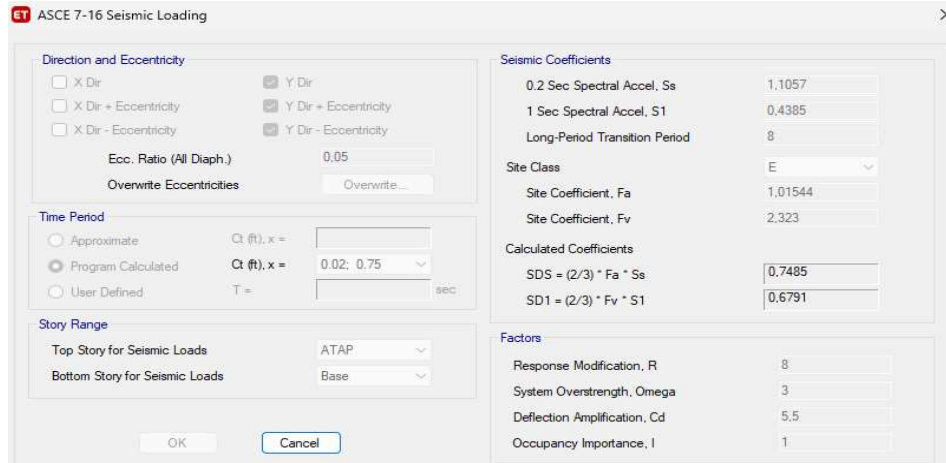 ET ASCE 7-16 Seismic Loading
Direction and Eccentricity
X Dir Y Dir
X Dir + Eccentricity Y Dir + Eccentricity
X Dir - Eccentricity Y Dir - Eccentricity
Ecc. Ratio (All Diaph.) 0,05
Overwrite Eccentricities Overwrite...
Time Period
Approximate Ct (ft), x =
Program Calculated Ct (ft), x = 0.02; 0.75
User Defined T = sec
Story Range
Top Story for Seismic Loads ATAP
Bottom Story for Seismic Loads Base
OK Cancel
Seismic Coefficients
0.2 Sec Spectral Accel, Ss 1,1057
1 Sec Spectral Accel, S1 0,4385
Long-Period Transition Period 8
Site Class E
Site Coefficient, Fa 1,01544
Site Coefficient, Fv 2,323
Calculated Coefficients
SDS = (2/3) * Fa * Ss 0,7485
SD1 = (2/3) * Fv * S1 0,6791
Factors
Response Modification, R 8
System Overstrength, Omega 3
Deflection Amplification, Cd 5,5
Occupancy Importance, I 1